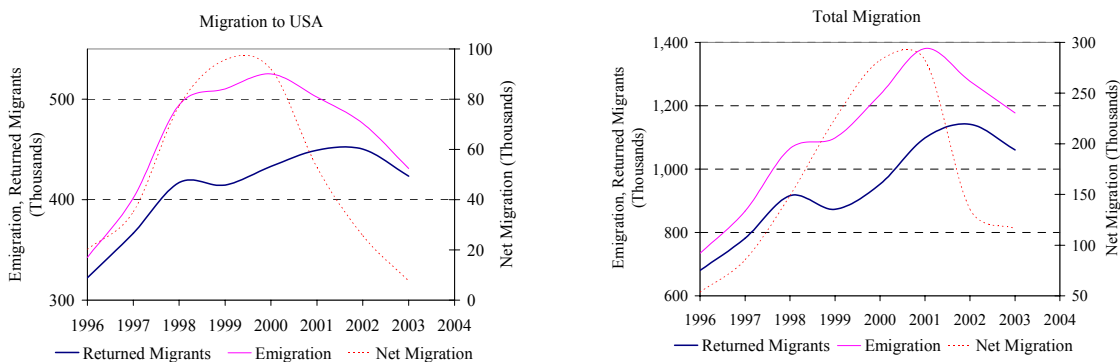 Migration to USA
Emigration, Returned Migrants
(Thousands)
500
400
300
100
80
60
40
20
0
Net Migration (Thousands)
1996 1997 1998 1999 2000 2001 2002 2003 2004
Returned Migrants Emigration Net Migration
Total Migration
Emigration, Returned Migrants
(Thousands)
1,400
1,200
1,000
800
600
300
250
200
150
100
50
Net Migration (Thousands)
1996 1997 1998 1999 2000 2001 2002 2003 2004
Returned Migrants Emigration Net Migration